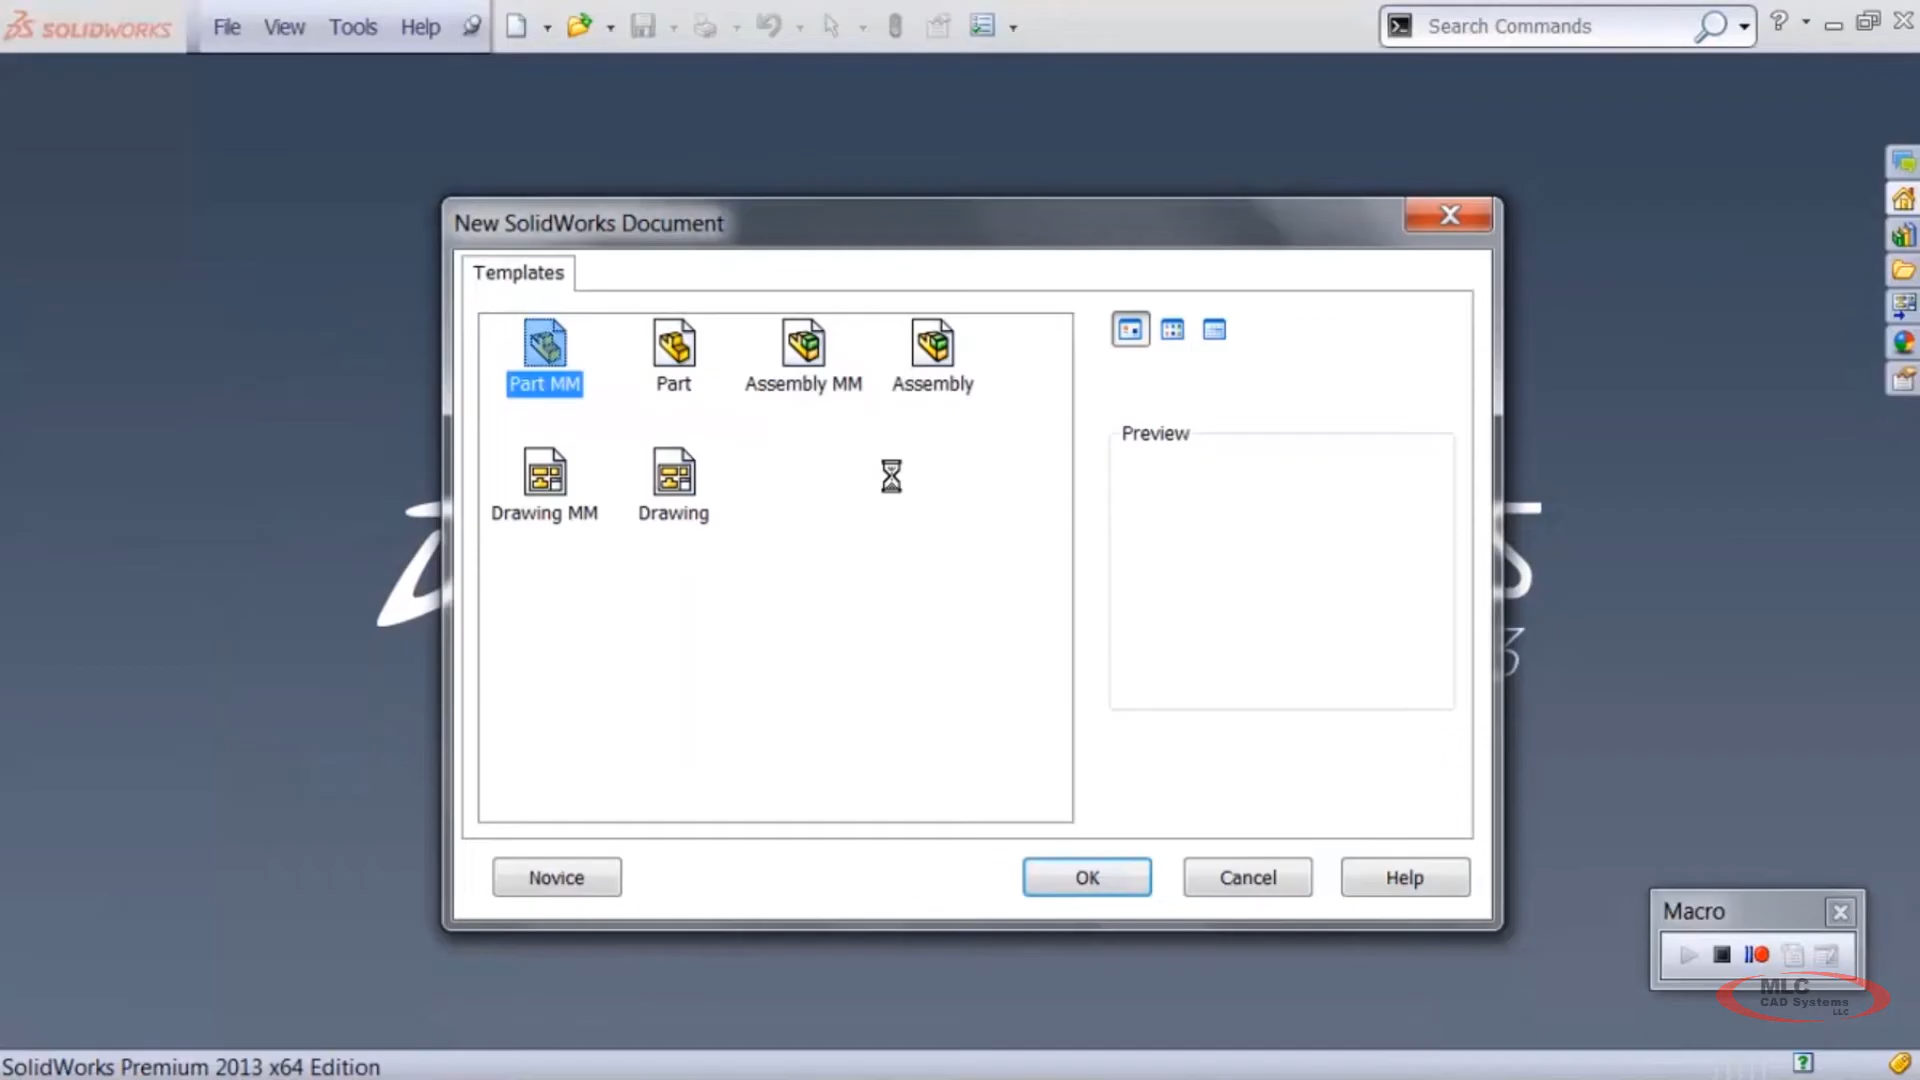 SOLIDWORKS File View Tools Help Search Commands ?
New SolidWorks Document
Templates
Part MM Part Assembly MM Assembly
Preview
Drawing MM Drawing
Novice OK Cancel Help
Macro
MLC
CAD Systems
LLC
SolidWorks Premium 2013 x64 Edition ?